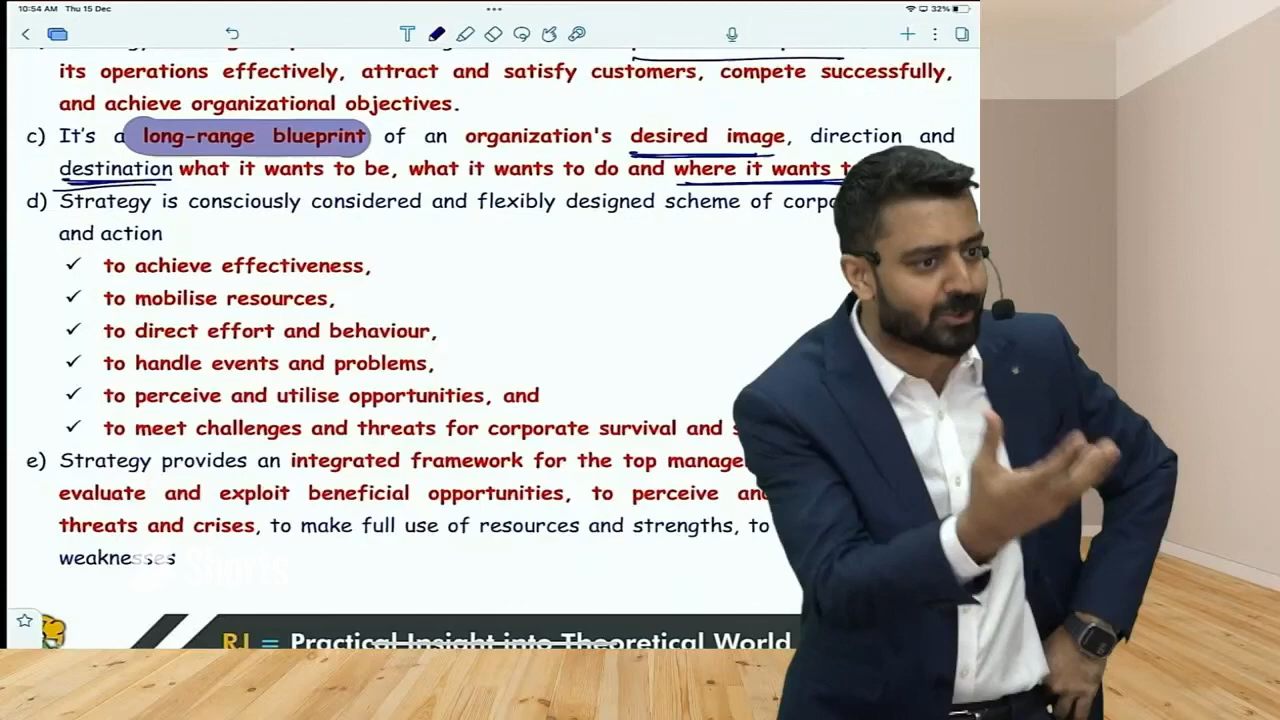 10:54 AM Thu 15 Dec
32%
its operations effectively, attract and satisfy customers, compete successfully,
and achieve organizational objectives.
c) It's a long-range blueprint of an organization's desired image, direction and
destination what it wants to be, what it wants to do and where it wants
d) Strategy is consciously considered and flexibly designed scheme of
and action
✓ to achieve effectiveness,
✓ to mobilise resources,
✓ to direct effort and behaviour,
✓ to handle events and problems,
✓ to perceive and utilise opportunities, and
✓ to meet challenges and threats for corporate survival and
e) Strategy provides an integrated framework for the top
evaluate and exploit beneficial opportunities, to perceive
threats and crises, to make full use of resources and strengths, to
weaknesses
Shorts
= Practical Insight into Theoretical World